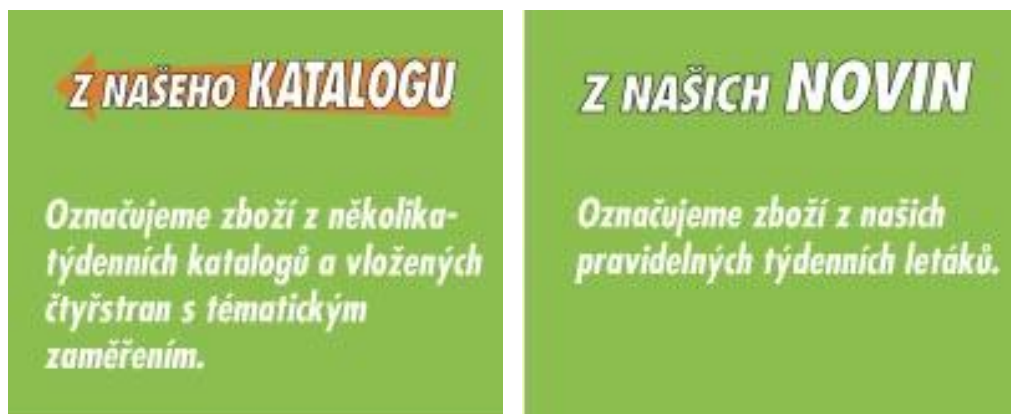 Z NAŠEHO KATALOGU
Označujeme zboží z několika-
týdenních katalogů a vložených
čtyřstran s tématickým
zaměřením.
Z NAŠICH NOVIN
Označujeme zboží z našich
pravidelných týdenních letáků.